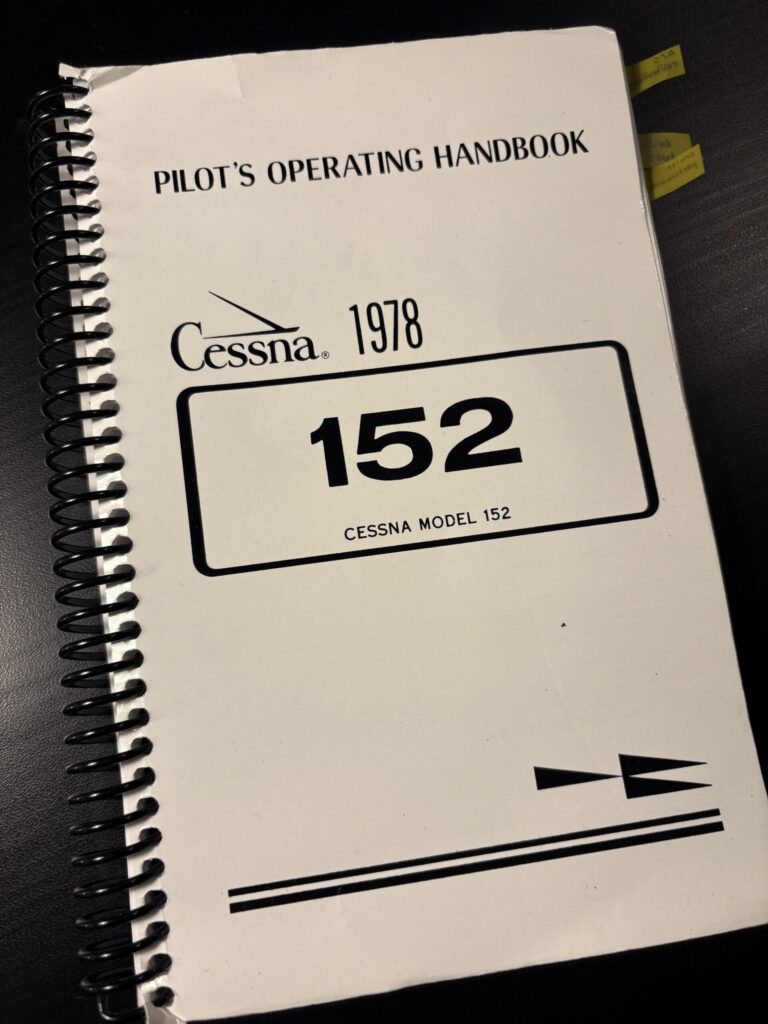 PILOT'S OPERATING HANDBOOK
Cessna® 1978
152
CESSNA MODEL 152